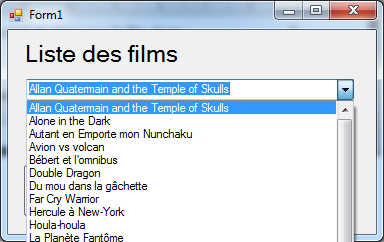 Form1
Liste des films
Allan Quatermain and the Temple of Skulls
Allan Quatermain and the Temple of Skulls
Alone in the Dark
Autant en Emporte mon Nunchaku
Avion vs volcan
Bébert et l'omnibus
Double Dragon
Du mou dans la gâchette
Far Cry Warrior
Hercule à New-York
Houla-houla
La Planète Fantôme